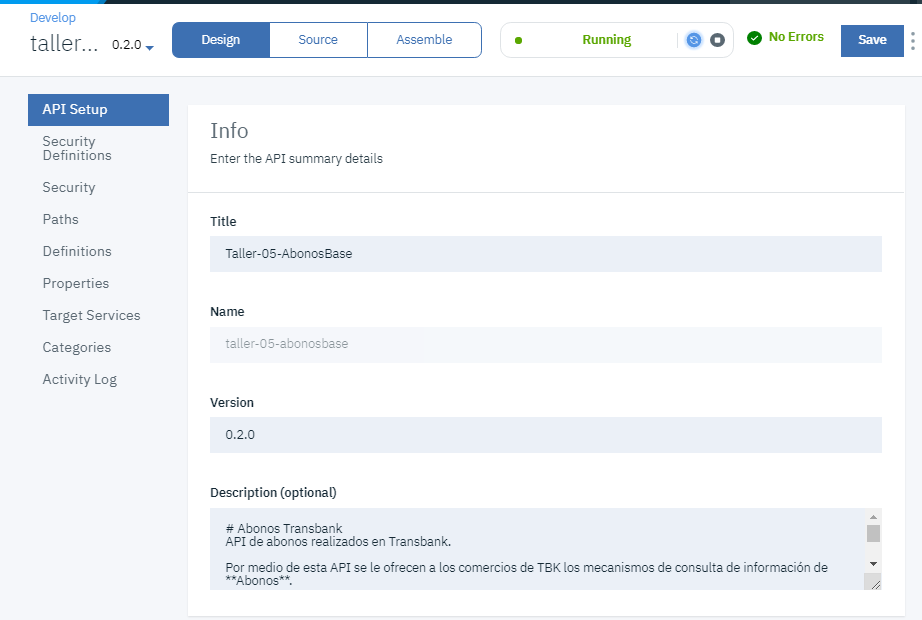 Develop
taller... 0.2.0
Design
Source
Assemble
Running
No Errors
Save
API Setup
Security
Definitions
Security
Paths
Definitions
Properties
Target Services
Categories
Activity Log
Info
Enter the API summary details
Title
Taller-05-AbonosBase
Name
taller-05-abonosbase
Version
0.2.0
Description (optional)
# Abonos Transbank
API de abonos realizados en Transbank.
Por medio de esta API se le ofrecen a los comercios de TBK los mecanismos de consulta de información de
**Abonos**.